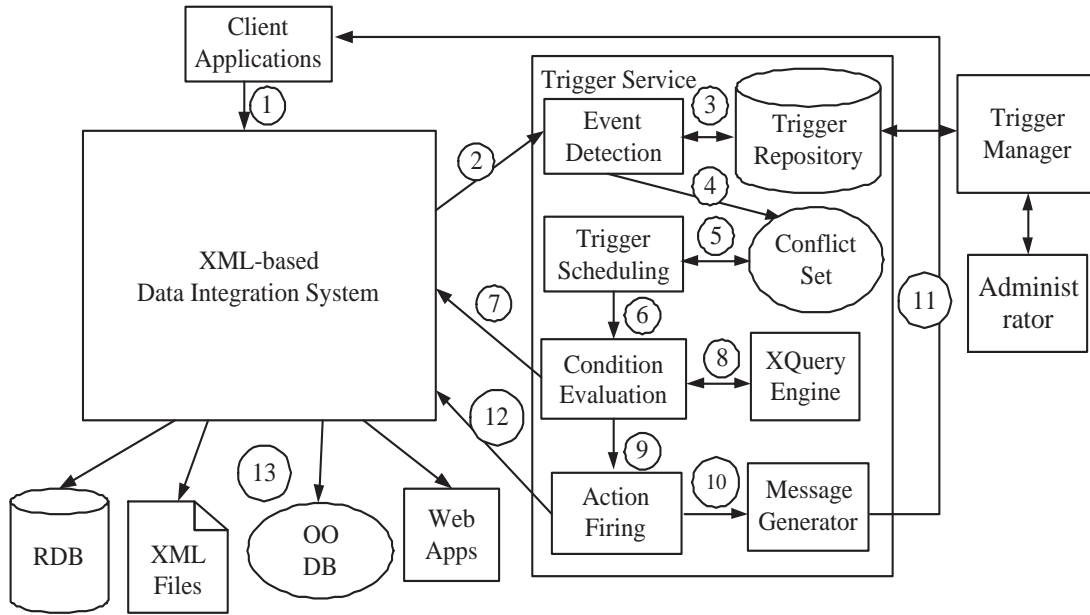 Client
Applications
1
XML-based
Data Integration System
2
Trigger Service
Event
Detection
3
Trigger
Repository
4
Trigger
Scheduling
5
Conflict
Set
6
7
Condition
Evaluation
8
XQuery
Engine
9
12
Action
Firing
10
Message
Generator
11
Trigger
Manager
Administ
rator
13
RDB
XML
Files
OO
DB
Web
Apps